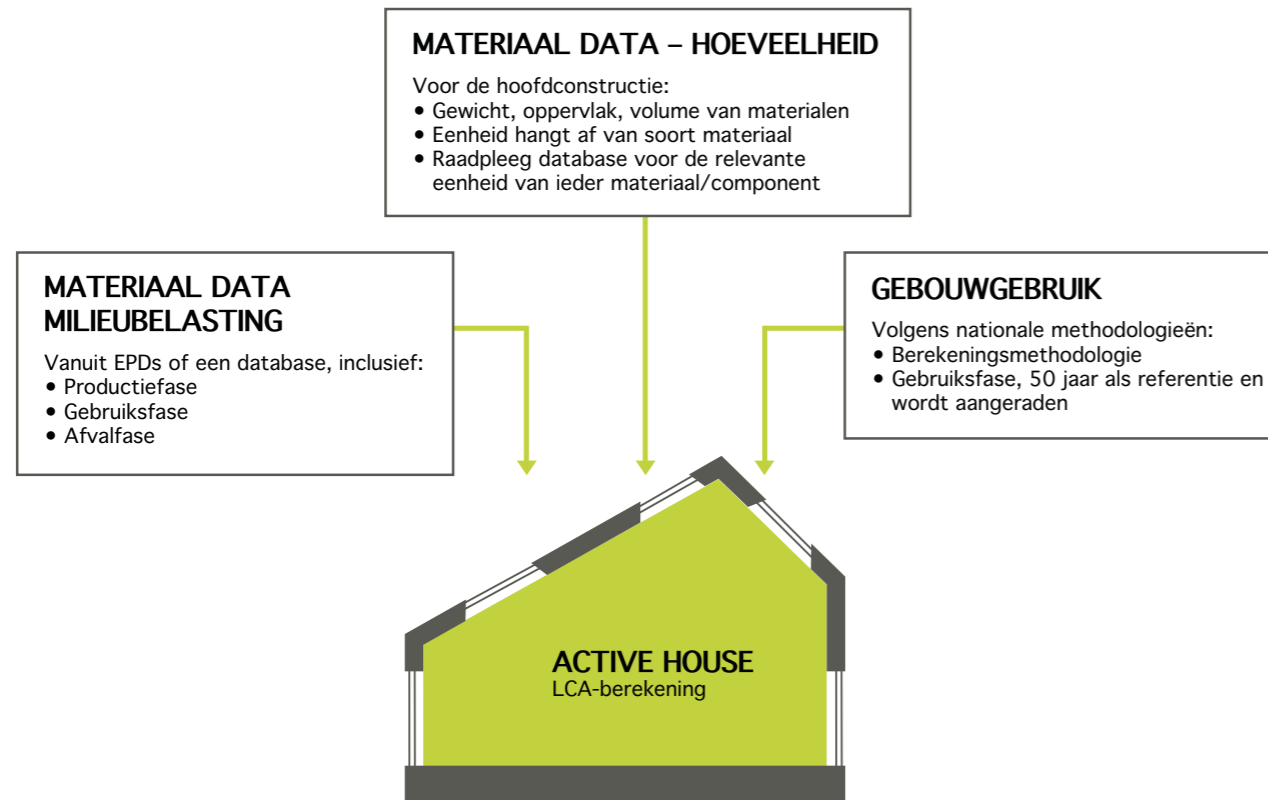 MATERIAAL DATA – HOEVEELHEID
Voor de hoofdconstructie:
• Gewicht, oppervlak, volume van materialen
• Eenheid hangt af van soort materiaal
• Raadpleeg database voor de relevante
eenheid van ieder materiaal/component
MATERIAAL DATA
MILIEUBELASTING
Vanuit EPDs of een database, inclusief:
• Productiefase
• Gebruiksfase
• Afvalfase
GEBOUWGEBRUIK
Volgens nationale methodologieën:
• Berekeningsmethodologie
• Gebruiksfase, 50 jaar als referentie en
wordt aangeraden
ACTIVE HOUSE
LCA-berekening